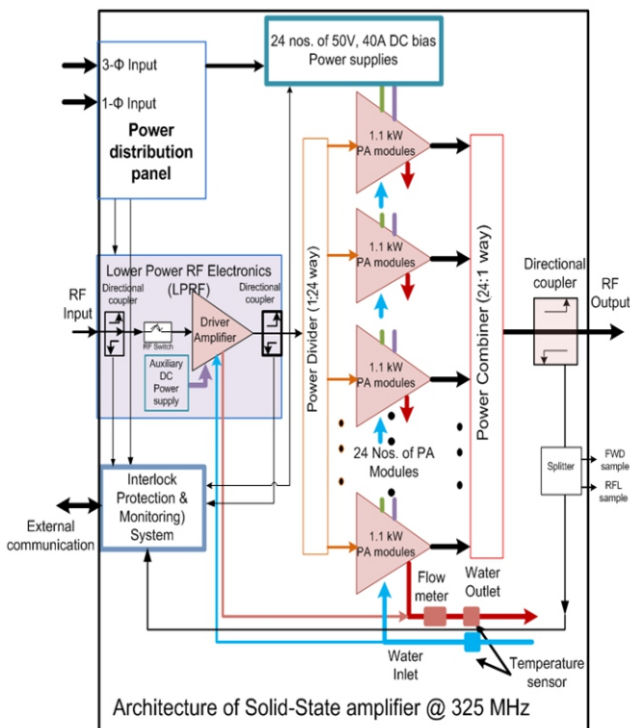 24 nos. of 50V, 40A DC bias
Power supplies
3-Φ Input
1-Φ Input
Power
distribution
panel
1.1 kW
PA modules
1.1 kW
PA modules
1.1 kW
PA modules
24 Nos. of PA
Modules
1.1 kW
PA modules
Power Divider (1:24 way)
Power Combiner (24:1 way)
Lower Power RF Electronics
(LPRF)
Directional
coupler
Directional
coupler
RF
Input
RF Switch
Driver
Amplifier
Auxiliary
DC
Power
supply
Directional
coupler
RF
Output
Splitter
FWD
sample
RFL
sample
Interlock
Protection &
Monitoring)
System
External
communication
Flow
meter
Water
Outlet
Water
Inlet
Temperature
sensor
Architecture of Solid-State amplifier @ 325 MHz